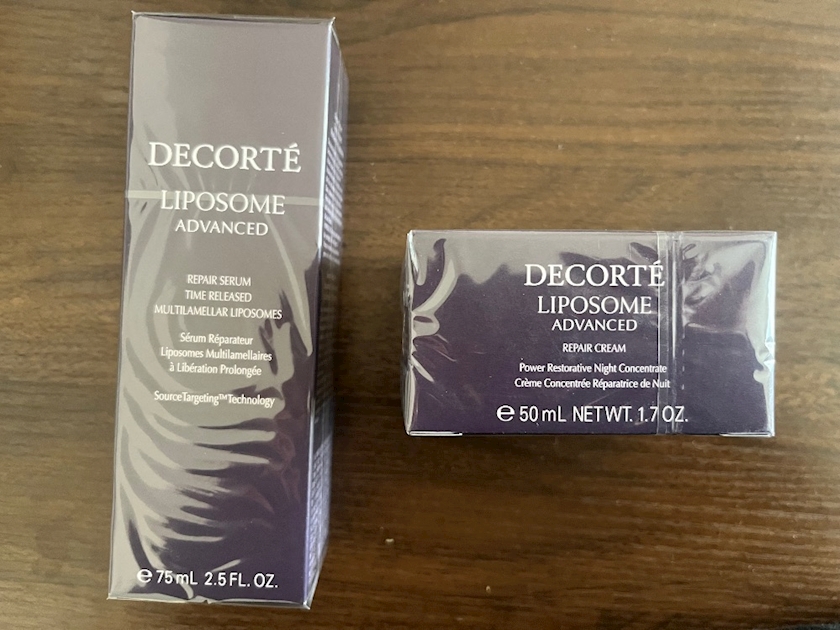 DECORTÉ
LIPOSOME
ADVANCED
REPAIR SERUM
TIME RELEASED
MULTILAMELLAR LIPOSOMES
Sérum Réparateur
Liposomes Multilamellaires
à Libération Prolongée
SourceTargeting™Technology
℮ 75 mL 2.5 FL. OZ.
DECORTÉ
LIPOSOME
ADVANCED
REPAIR CREAM
Power Restorative Night Concentrate
Crème Concentrée Réparatrice de Nuit
℮ 50 mL NET WT. 1.7 OZ.